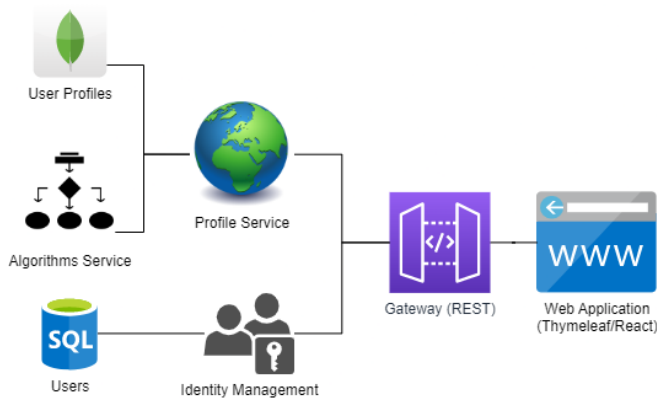 User Profiles
Profile Service
Algorithms Service
</>
Gateway (REST)
WWW
Web Application
(Thymeleaf/React)
SQL
Users
Identity Management